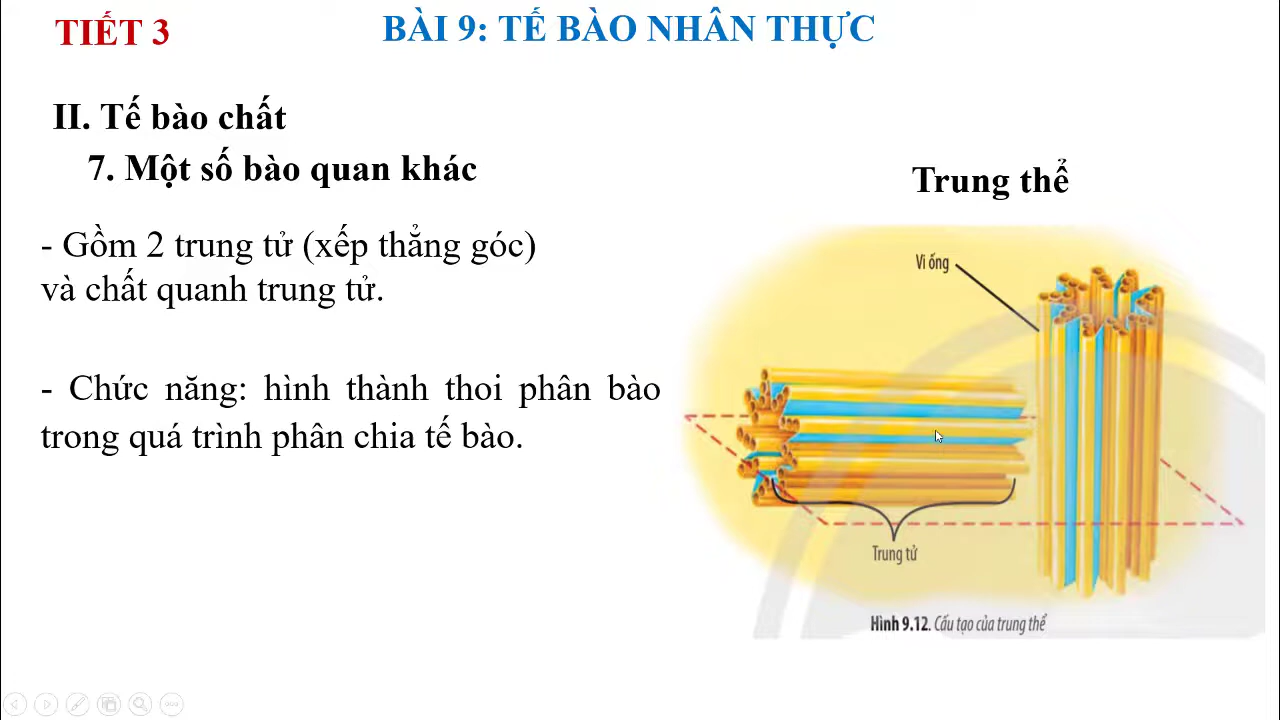 TIẾT 3
BÀI 9: TẾ BÀO NHÂN THỰC
II. Tế bào chất
7. Một số bào quan khác
- Gồm 2 trung tử (xếp thẳng góc)
và chất quanh trung tử.
- Chức năng: hình thành thoi phân bào
trong quá trình phân chia tế bào.
Trung thể
Vi ống
Trung tử
Hình 9.12. Cấu tạo của trung thể